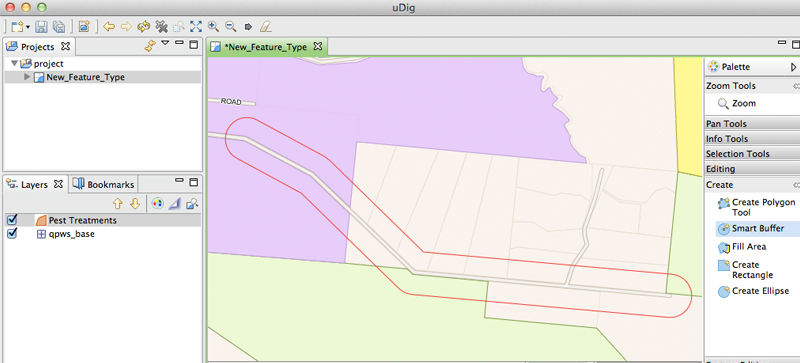 uDig
Projects
project
New_Feature_Type
Layers
Bookmarks
Pest Treatments
qpws_base
*New_Feature_Type
ROAD
Palette
Zoom Tools
Zoom
Pan Tools
Info Tools
Selection Tools
Editing
Create
Create Polygon
Tool
Smart Buffer
Fill Area
Create
Rectangle
Create Ellipse